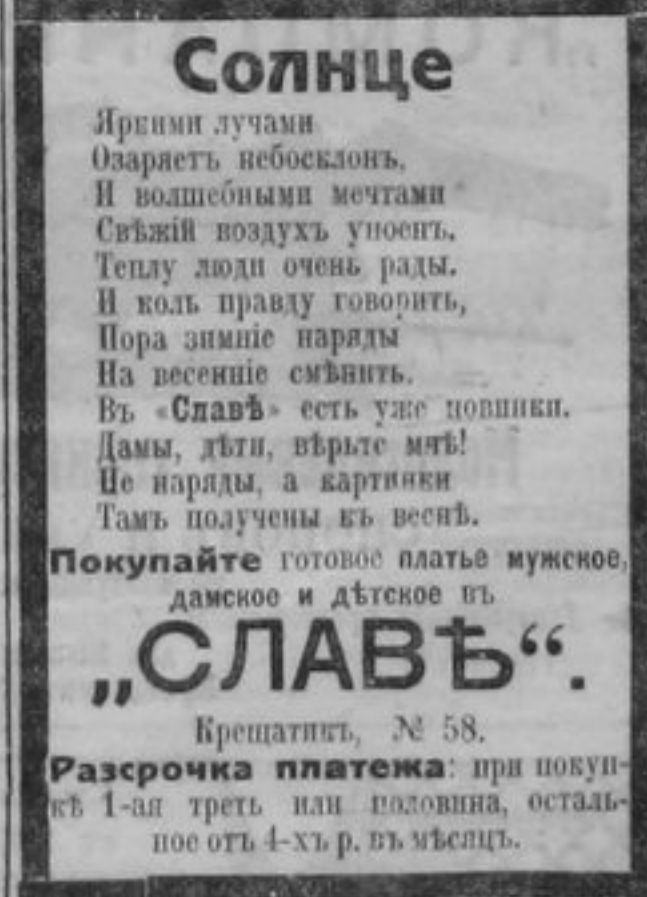 Солнце
Яркими лучами
Озаряетъ небосклонъ,
И волшебными мечтами
Свѣжій воздухъ упоенъ.
Теплу люди очень рады.
И коль правду говорить,
Пора зимніе наряды
На весенніе смѣнить.
Въ «Славѣ» есть уже новинки.
Дамы, дѣти, вѣрьте мнѣ!
Не наряды, а картинки
Тамъ получены къ веснѣ.
Покупайте готовое платье мужское,
дамское и дѣтское въ
„СЛАВѢ“.
Крещатикъ, № 58.
Разсрочка платежа: при покуп-
кѣ 1-ая треть или половина, осталь-
ное отъ 4-хъ р. въ мѣсяцъ.